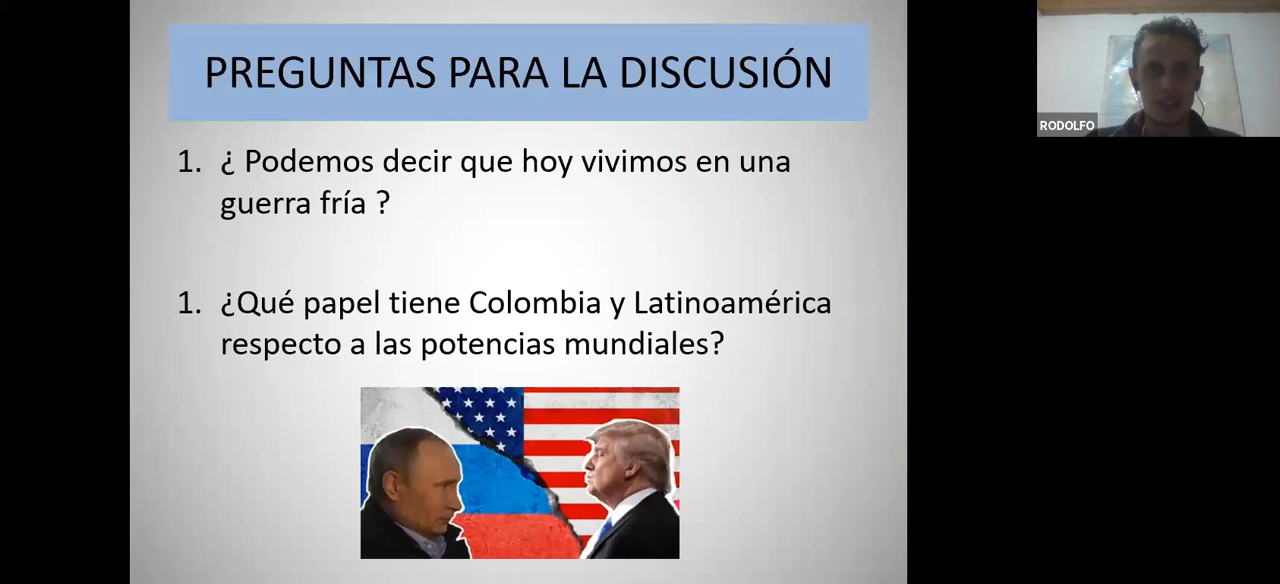 PREGUNTAS PARA LA DISCUSIÓN
1. ¿ Podemos decir que hoy vivimos en una
guerra fría ?
1. ¿Qué papel tiene Colombia y Latinoamérica
respecto a las potencias mundiales?
RODOLFO